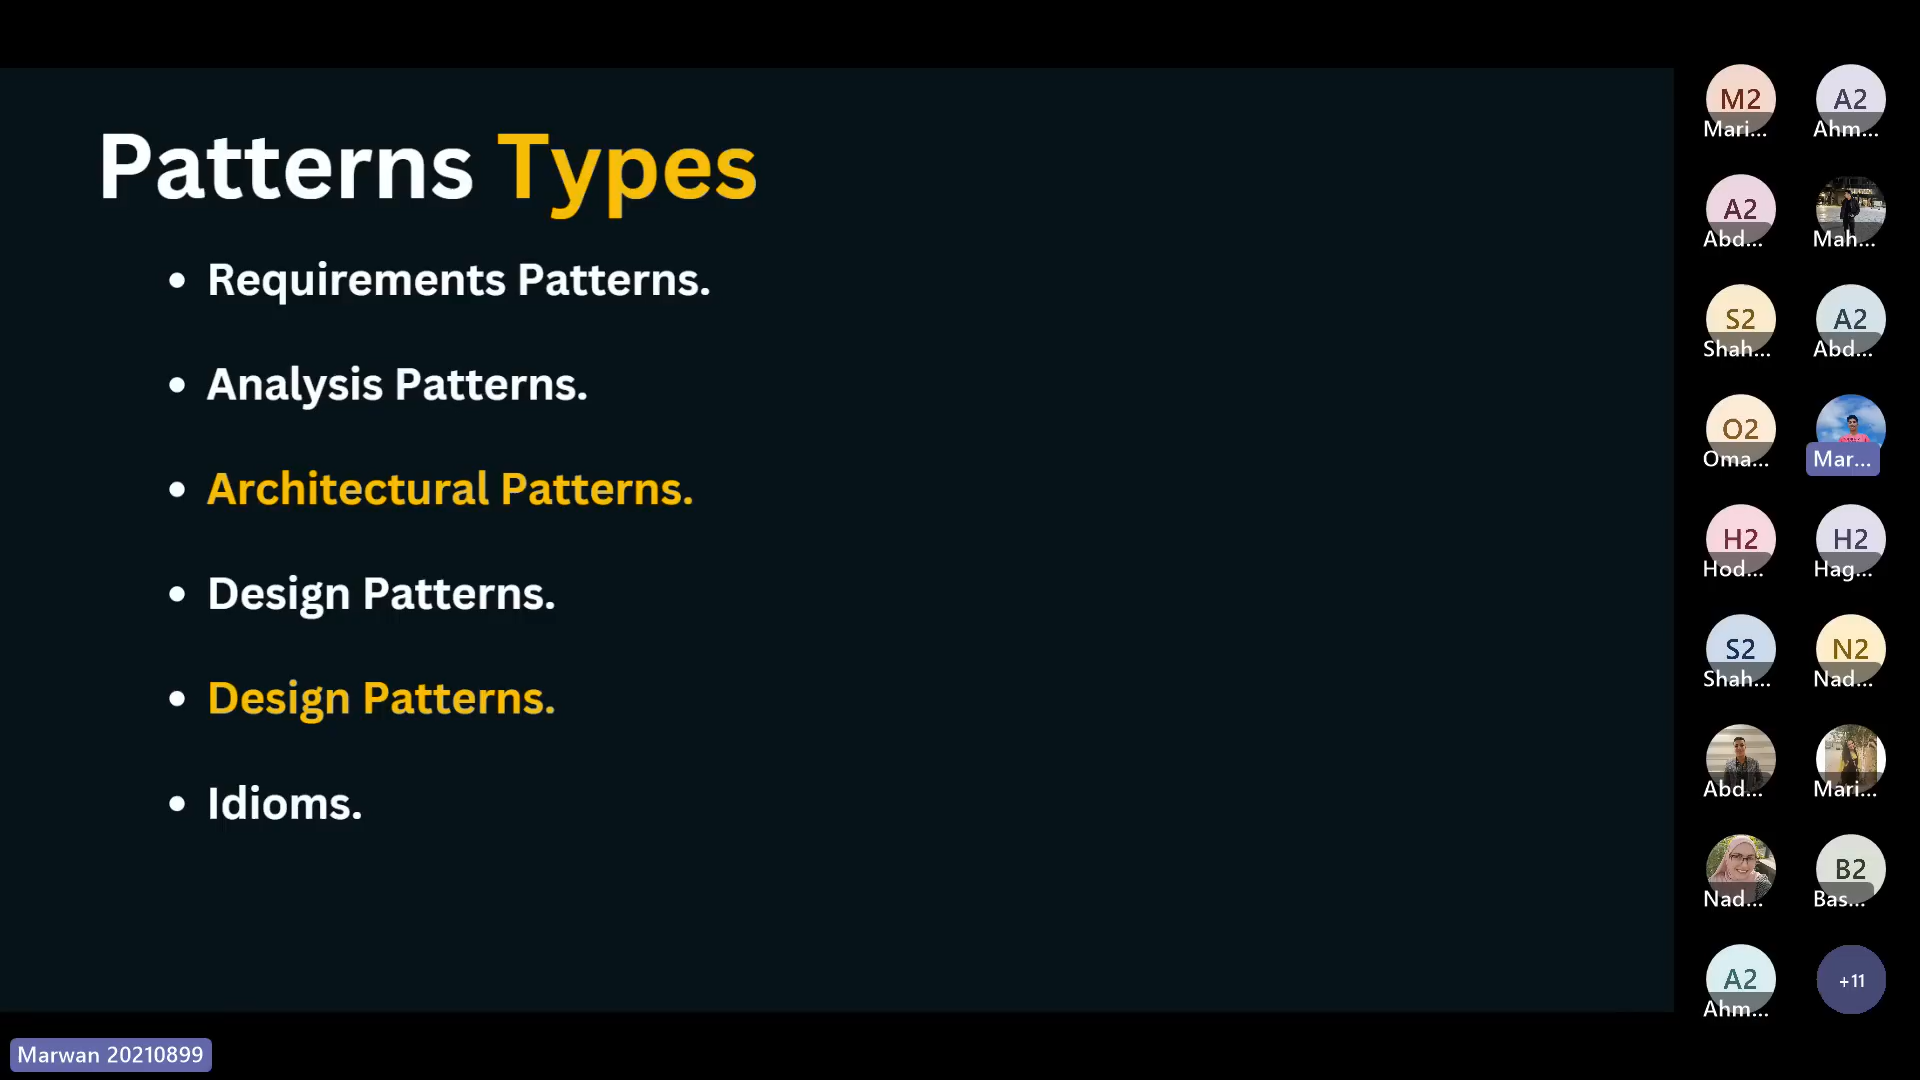 Patterns Types
• Requirements Patterns.
• Analysis Patterns.
• Architectural Patterns.
• Design Patterns.
• Design Patterns.
• Idioms.
M2 A2
Mari... Ahm...
A2
Abd... Mah...
S2 A2
Shah... Abd...
O2
Oma... Mar...
H2 H2
Hod... Hag...
S2 N2
Shah... Nad...
Abd... Mari...
B2
Nad... Bas...
A2 +11
Ahm...
Marwan 20210899